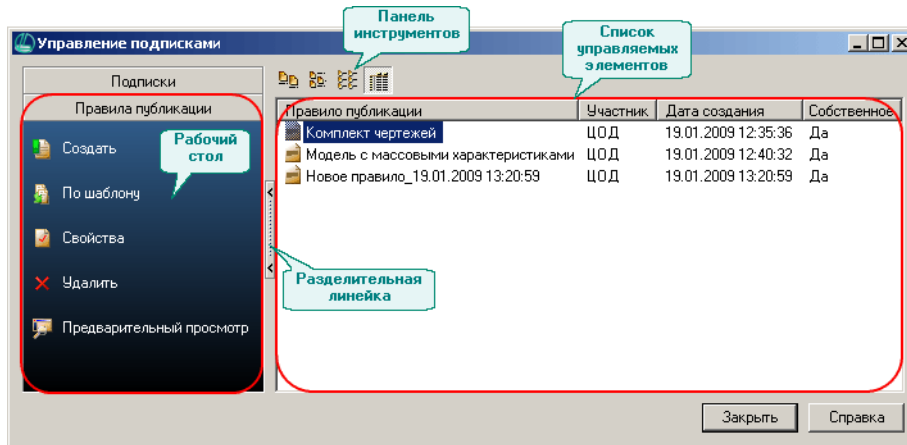 Панель
инструментов
Список
управляемых
элементов
Управление подписками
Подписки
Правила публикации
Создать
Рабочий
стол
По шаблону
Свойства
Удалить
Предварительный просмотр
Правило публикации Участник Дата создания Собственное
Комплект чертежей ЦОД 19.01.2009 12:35:36 Да
Модель с массовыми характеристиками ЦОД 19.01.2009 12:40:32 Да
Новое правило_19.01.2009 13:20:59 ЦОД 19.01.2009 13:20:59 Да
Разделительная
линейка
Закрыть Справка